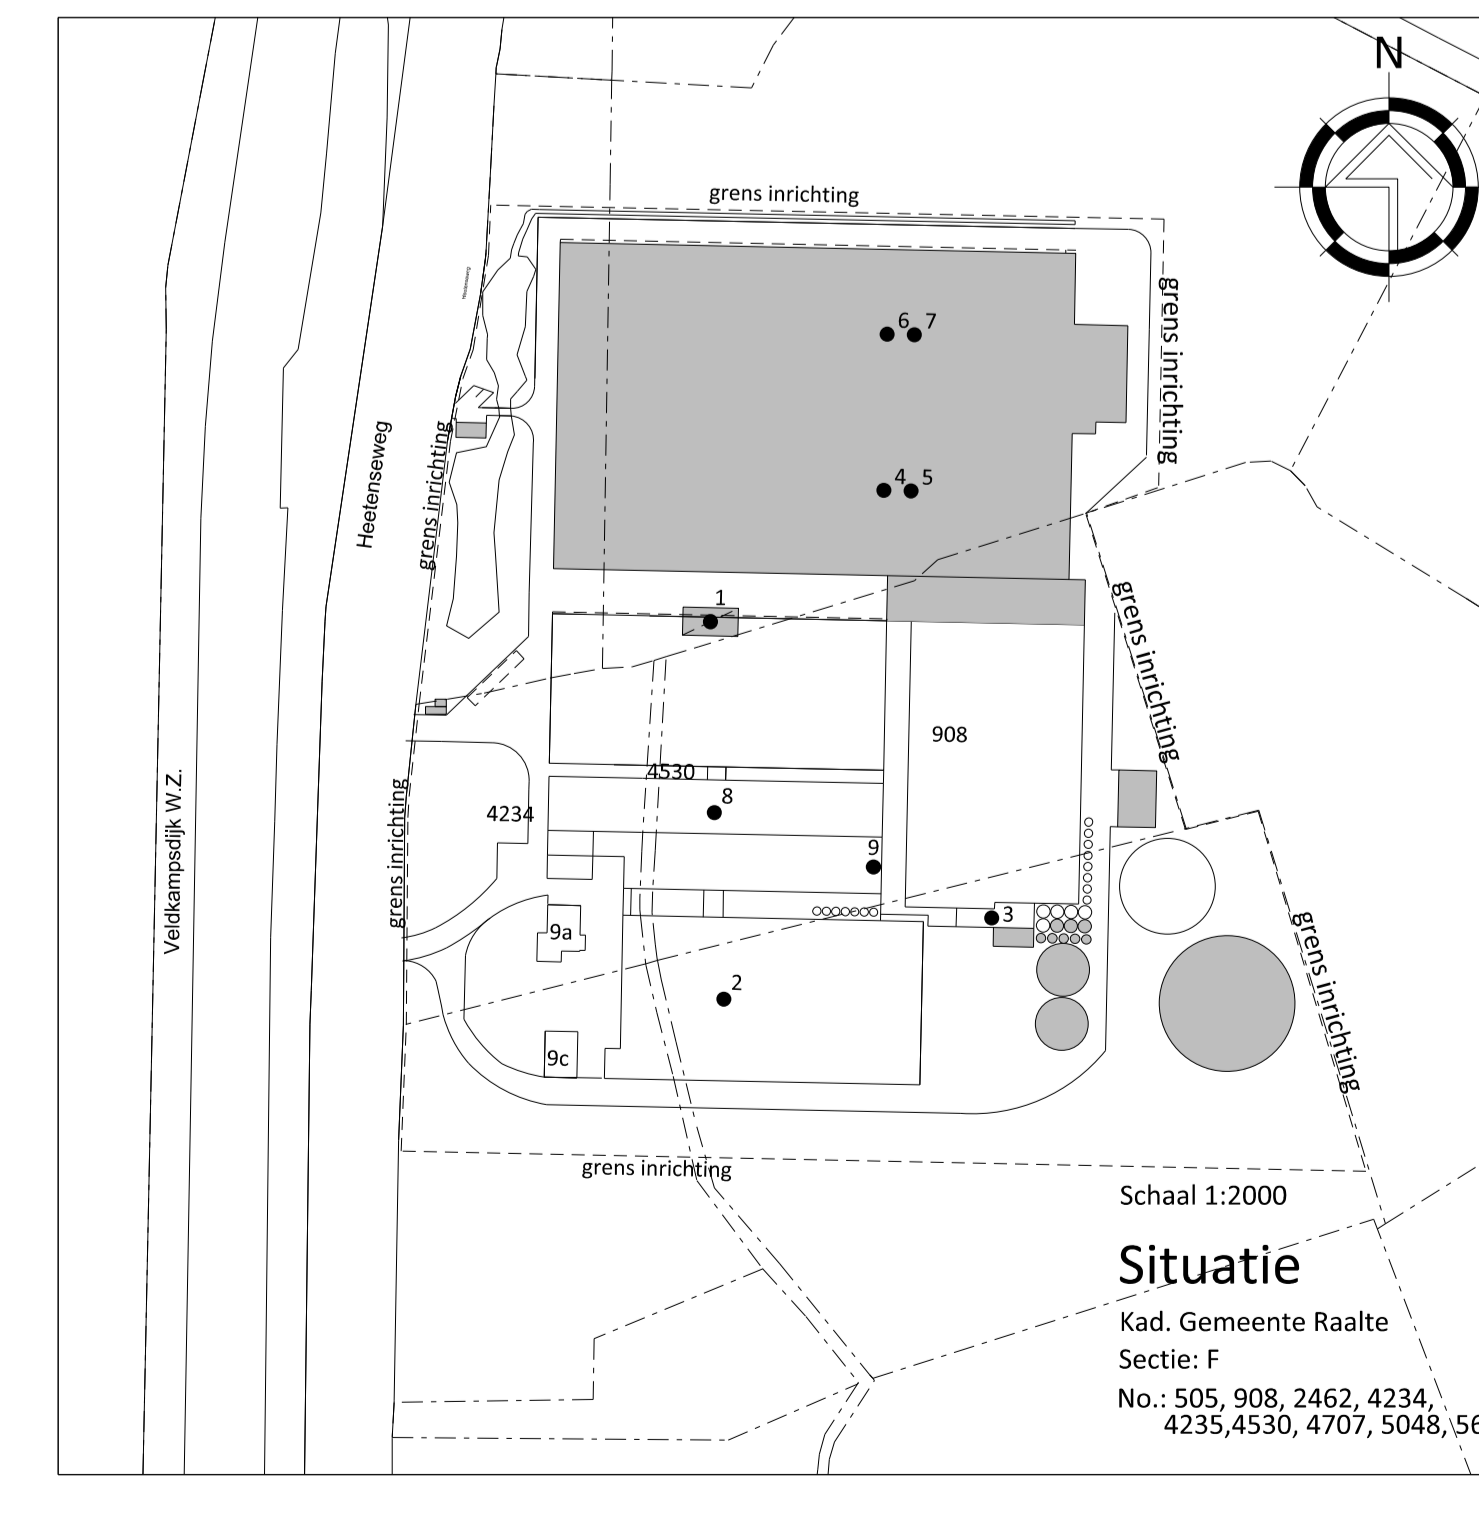 N
grens inrichting
grens inrichting
6 7
Heetenseweg
Heetenseweg
grens inrichting
4 5
1
grens inrichting
908
4530
8
4234
grens inrichting
Veldkampsdijk W.Z.
9
3
9a
2
grens inrichting
9c
grens inrichting
Schaal 1:2000
Situatie
Kad. Gemeente Raalte
Sectie: F
No.: 505, 908, 2462, 4234,
4235,4530, 4707, 5048, 56